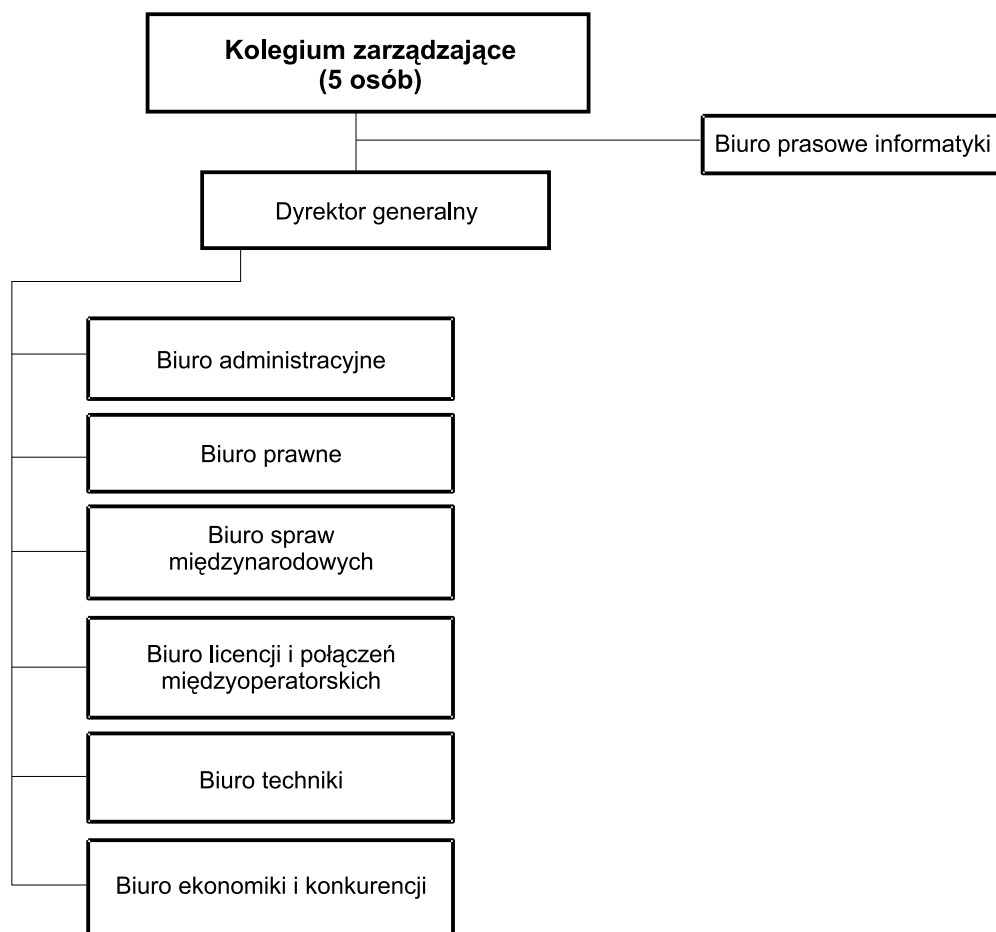 Kolegium zarządzające
(5 osób)
Biuro prasowe informatyki
Dyrektor generalny
Biuro administracyjne
Biuro prawne
Biuro spraw
międzynarodowych
Biuro licencji i połączeń
międzyoperatorskich
Biuro techniki
Biuro ekonomiki i konkurencji